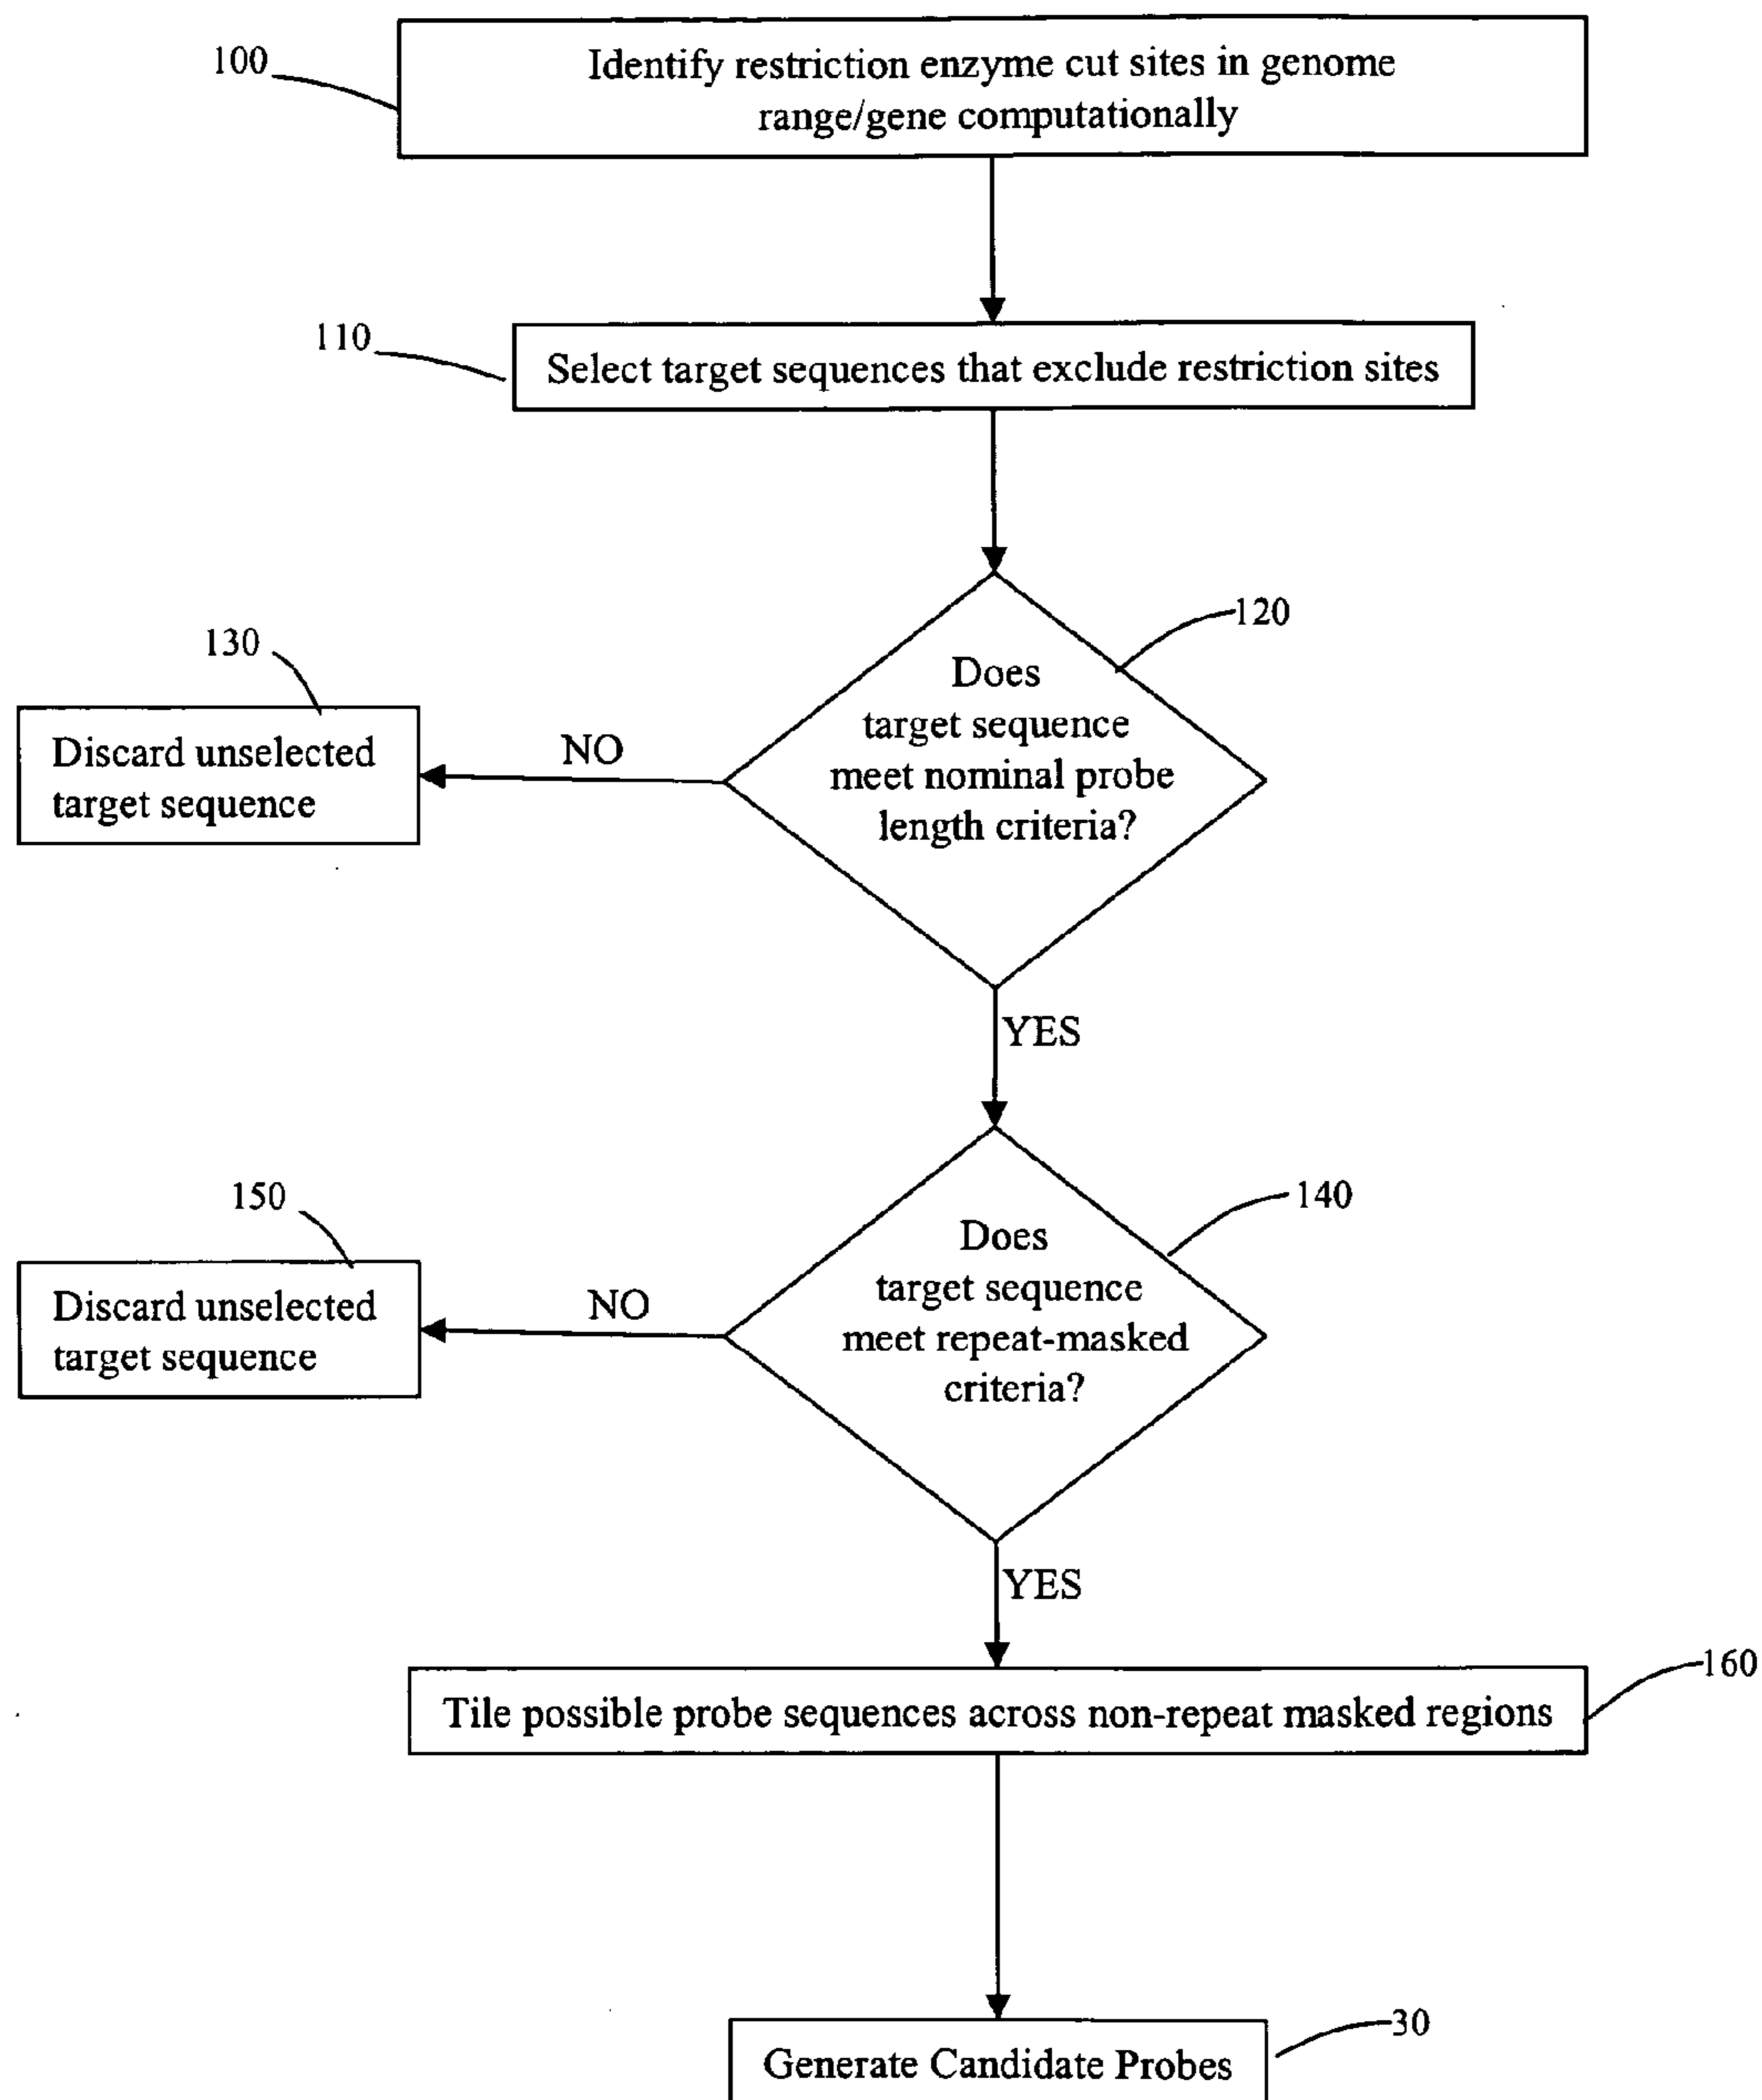 100
Identify restriction enzyme cut sites in genome
range/gene computationally
110
Select target sequences that exclude restriction sites
120
Does
target sequence
meet nominal probe
length criteria?
130
NO
Discard unselected
target sequence
YES
140
Does
target sequence
meet repeat-masked
criteria?
150
NO
Discard unselected
target sequence
YES
160
Tile possible probe sequences across non-repeat masked regions
30
Generate Candidate Probes